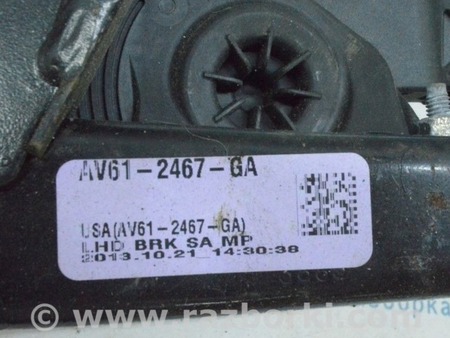 AV61-2467-GA
USA(AV61-2467-GA)
LHD BRK SA MP
2013.10.21 14:30:38
© www.razborki.com